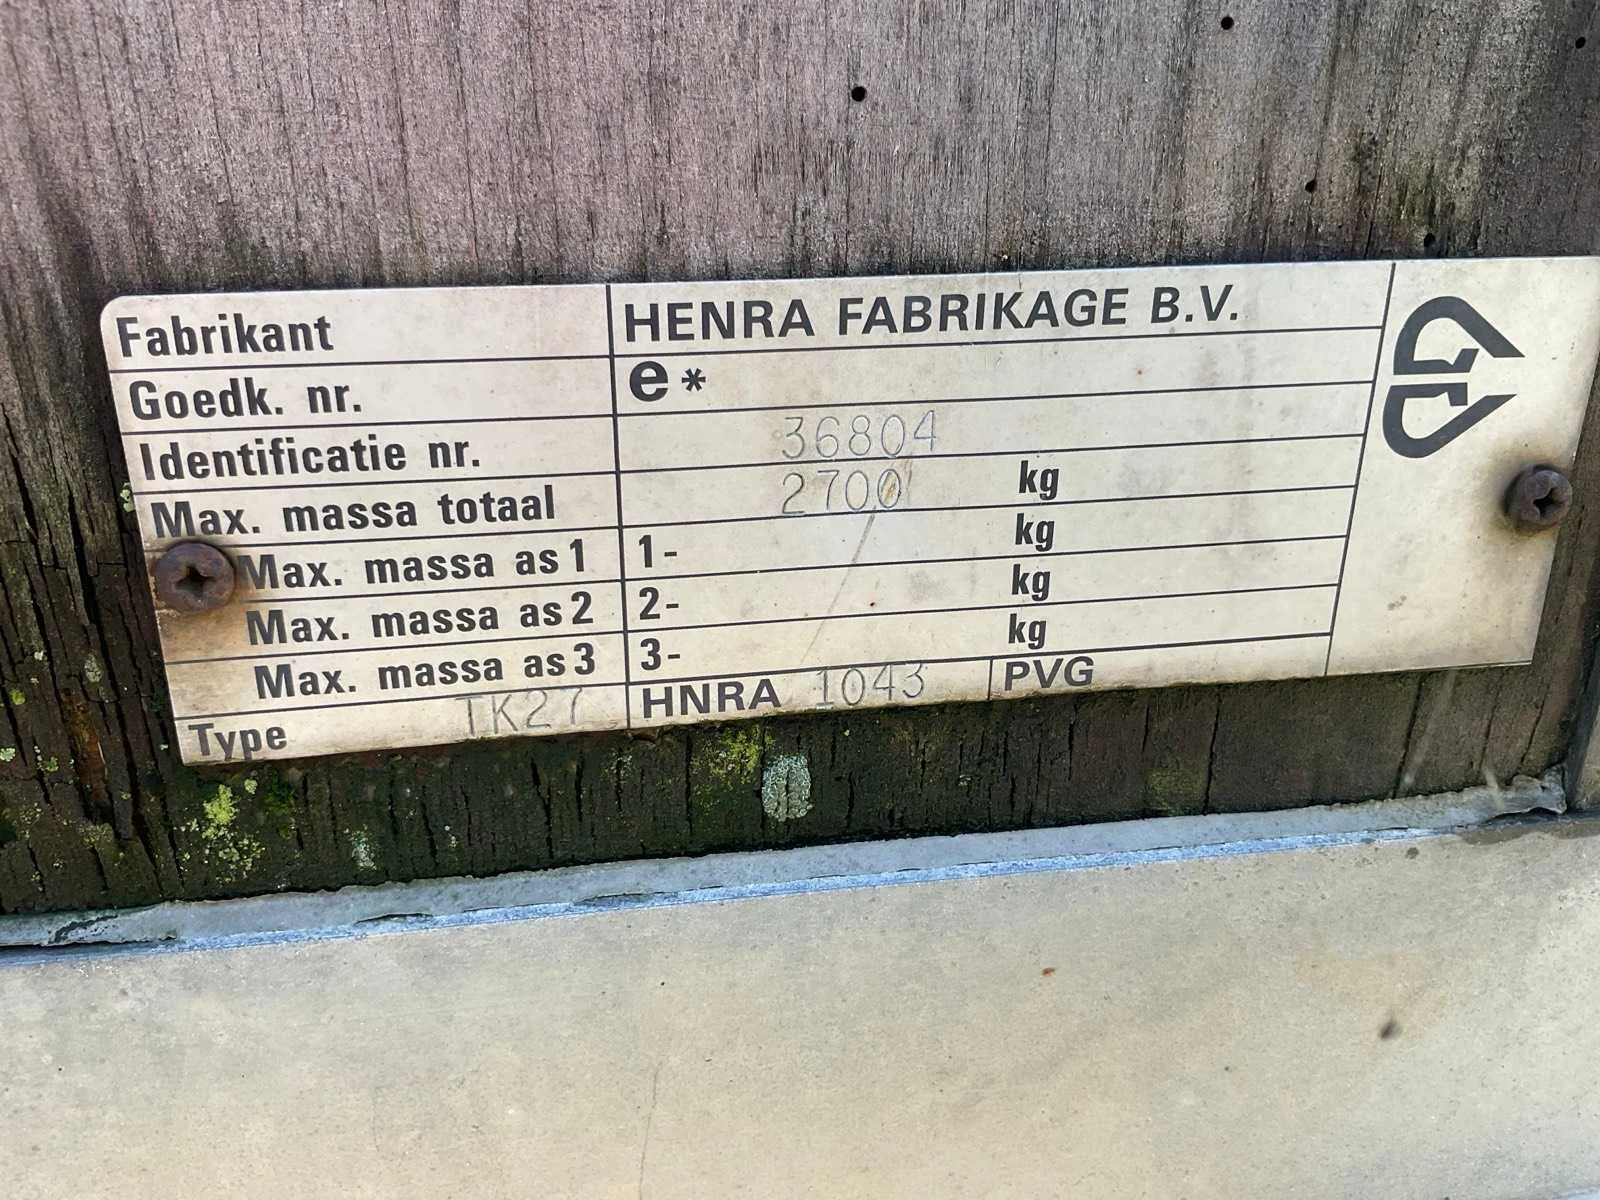 Fabrikant HENRA FABRIKAGE B.V.
Goedk. nr. e*
Identificatie nr. 36804
Max. massa totaal 2700 kg
Max. massa as 1 1- kg
Max. massa as 2 2- kg
Max. massa as 3 3- kg
Type TK27 HNRA 1043 PVG